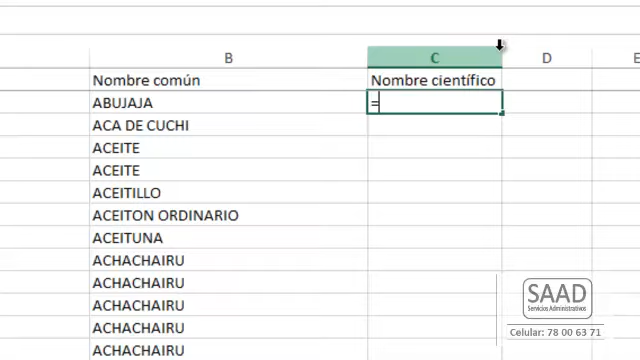 B C D E
Nombre común Nombre científico
ABUJAJA =
ACA DE CUCHI
ACEITE
ACEITE
ACEITILLO
ACEITON ORDINARIO
ACEITUNA
ACHACHAIRU
ACHACHAIRU
ACHACHAIRU
ACHACHAIRU
ACHACHAIRU
SAAD
Servicios Administrativos
Celular: 78 00 63 71